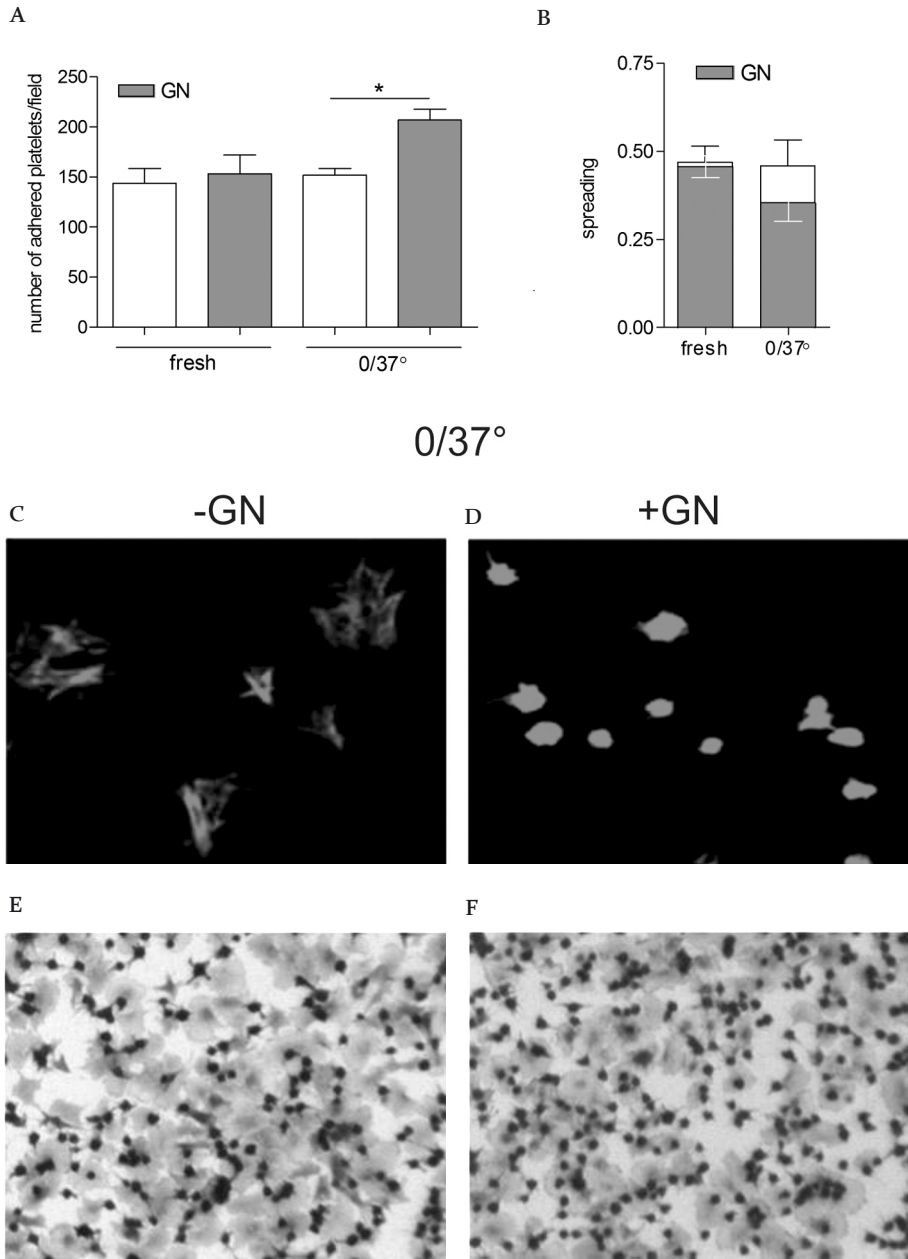 A
number of adhered platelets/field
250
200
150
100
50
0
GN
*
fresh
0/37°
B
spreading
0.75
0.50
0.25
0.00
GN
fresh
0/37°
0/37°
C
-GN
D
+GN
E
F